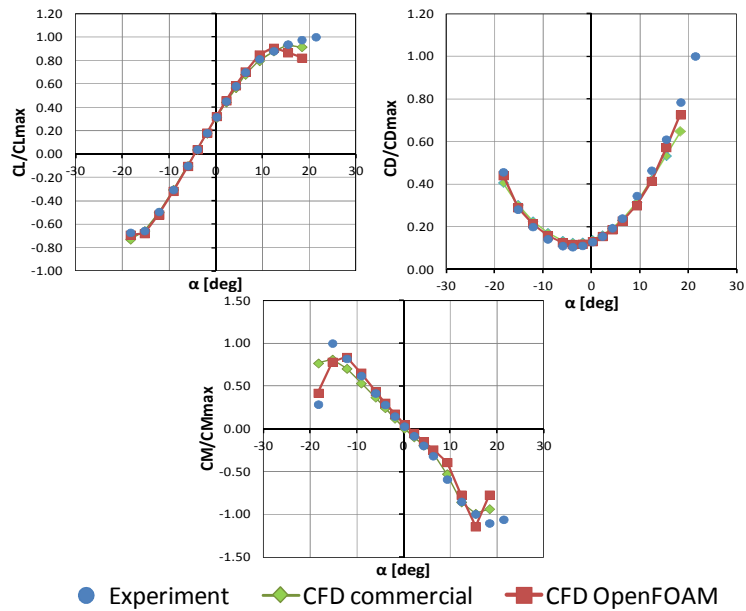 1.20
1.00
0.80
0.60
0.40
0.20
0.00
-0.20
-0.40
-0.60
-0.80
-1.00
-30 -20 -10 0 10 20 30
CL/CLmax
α [deg]
1.20
1.00
0.80
0.60
0.40
0.20
0.00
-30 -20 -10 0 10 20 30
CD/CDmax
α [deg]
1.50
1.00
0.50
0.00
-0.50
-1.00
-1.50
-30 -20 -10 0 10 20 30
CM/CMmax
α [deg]
Experiment CFD commercial CFD OpenFOAM